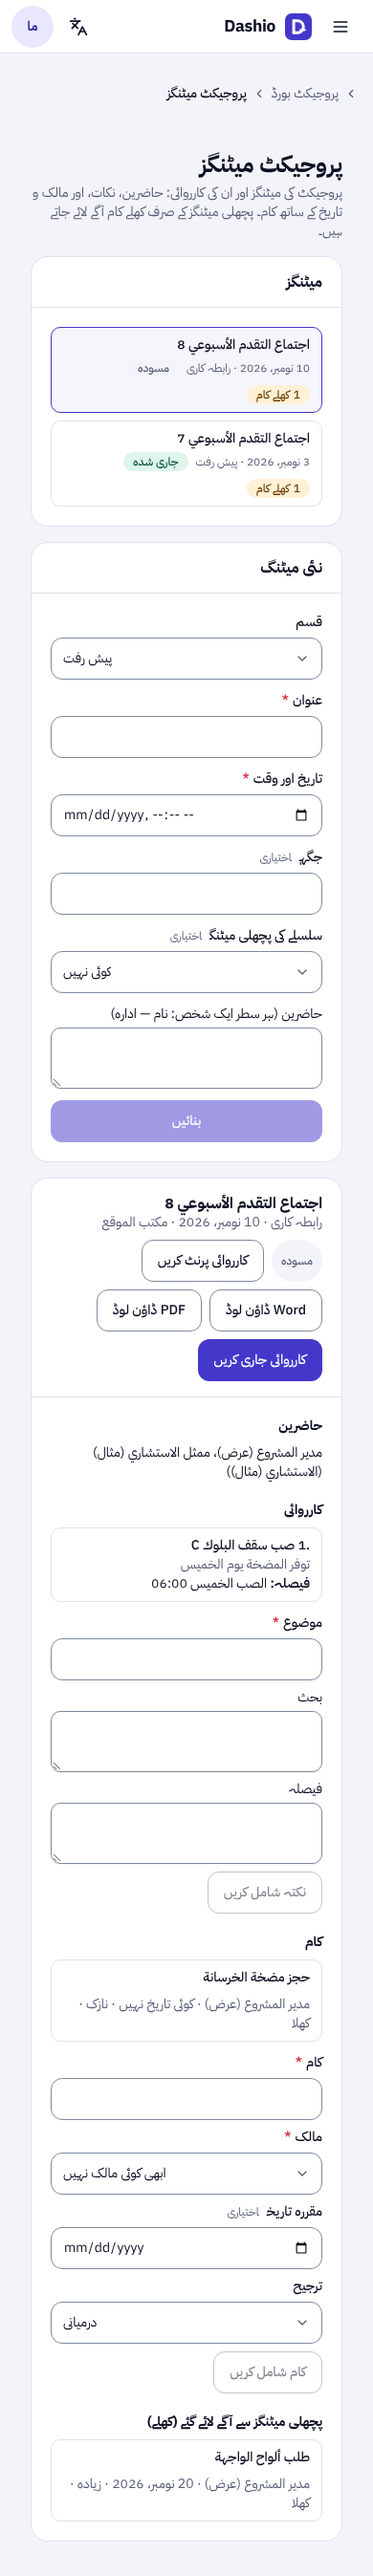 Dashio
ما
پروجیکٹ بورڈ
پروجیکٹ میٹنگز
پروجیکٹ میٹنگز
پروجیکٹ کی میٹنگز اور ان کی کارروائی: حاضرین، نکات، اور مالک و
تاریخ کے ساتھ کام۔ پچھلی میٹنگز کے صرف کھلے کام آگے لائے جاتے
ہیں۔
میٹنگز
اجتماع التقدم الأسبوعي 8
10 نومبر، 2026 · رابطہ کاری مسودہ
1 کھلے کام
اجتماع التقدم الأسبوعي 7
3 نومبر، 2026 · پیش رفت جاری شدہ
1 کھلے کام
نئی میٹنگ
قسم
پیش رفت
عنوان *
تاریخ اور وقت *
mm/dd/yyyy, --:-- --
جگہ اختیاری
سلسلے کی پچھلی میٹنگ اختیاری
کوئی نہیں
حاضرین (ہر سطر ایک شخص: نام — ادارہ)
بنائیں
اجتماع التقدم الأسبوعي 8
رابطہ کاری · 10 نومبر، 2026 · مكتب الموقع
مسودہ
کارروائی پرنٹ کریں
Word ڈاؤن لوڈ
PDF ڈاؤن لوڈ
کارروائی جاری کریں
حاضرین
مدير المشروع (عرض)، ممثل الاستشاري (مثال)
(الاستشاري (مثال))
کارروائی
1. صب سقف البلوك C
توفر المضخة يوم الخميس
فیصلہ: الصب الخميس 06:00
موضوع *
بحث
فیصلہ
نکتہ شامل کریں
کام
حجز مضخة الخرسانة
مدير المشروع (عرض) · کوئی تاریخ نہیں · نازک ·
کھلا
کام *
مالک *
ابھی کوئی مالک نہیں
مقررہ تاریخ اختیاری
mm/dd/yyyy
ترجیح
درمیانی
کام شامل کریں
پچھلی میٹنگز سے آگے لائے گئے (کھلے)
طلب ألواح الواجهة
مدير المشروع (عرض) · 20 نومبر، 2026 · زیادہ ·
کھلا